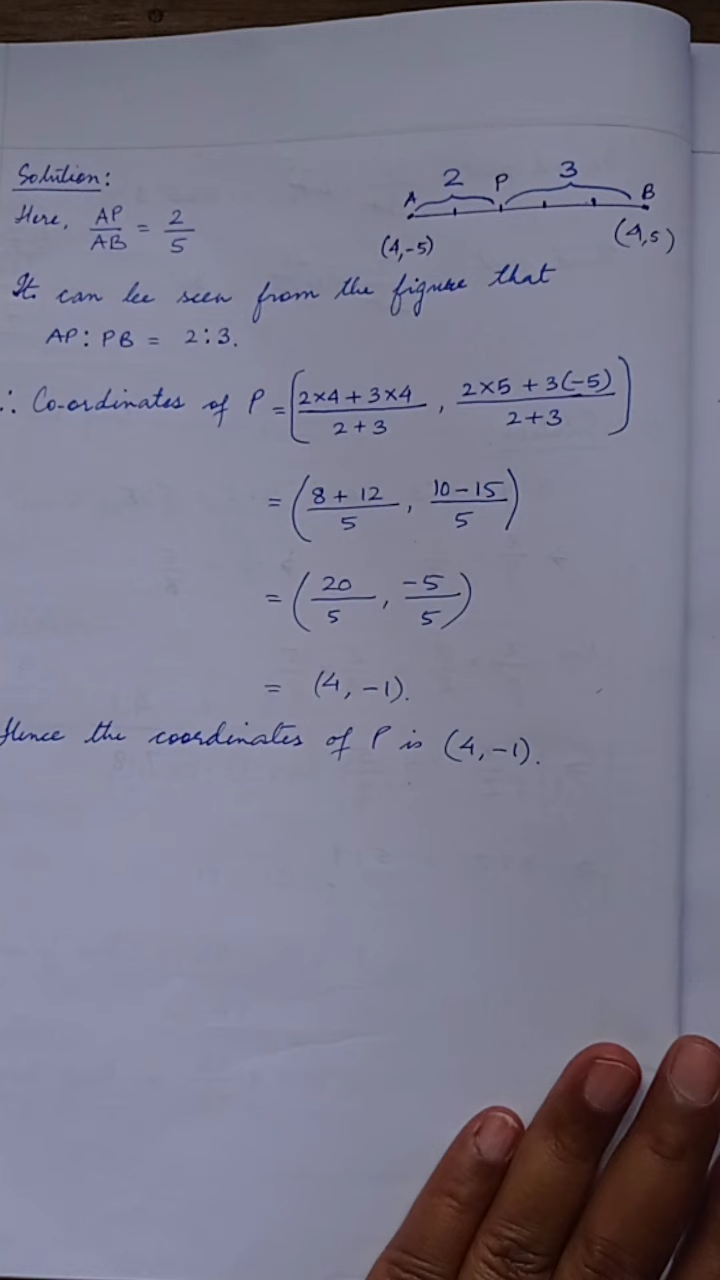 Solution:
2 P 3
A B
Here, AP/AB = 2/5
(4,-5) (4,5)
It can be seen from the figure that
AP : PB = 2:3.
∴ Co-ordinates of P = ( (2×4 + 3×4)/(2+3) , (2×5 + 3(-5))/(2+3) )
= ( (8 + 12)/5 , (10-15)/5 )
= ( 20/5 , -5/5 )
= (4, -1).
Hence the coordinates of P is (4,-1).